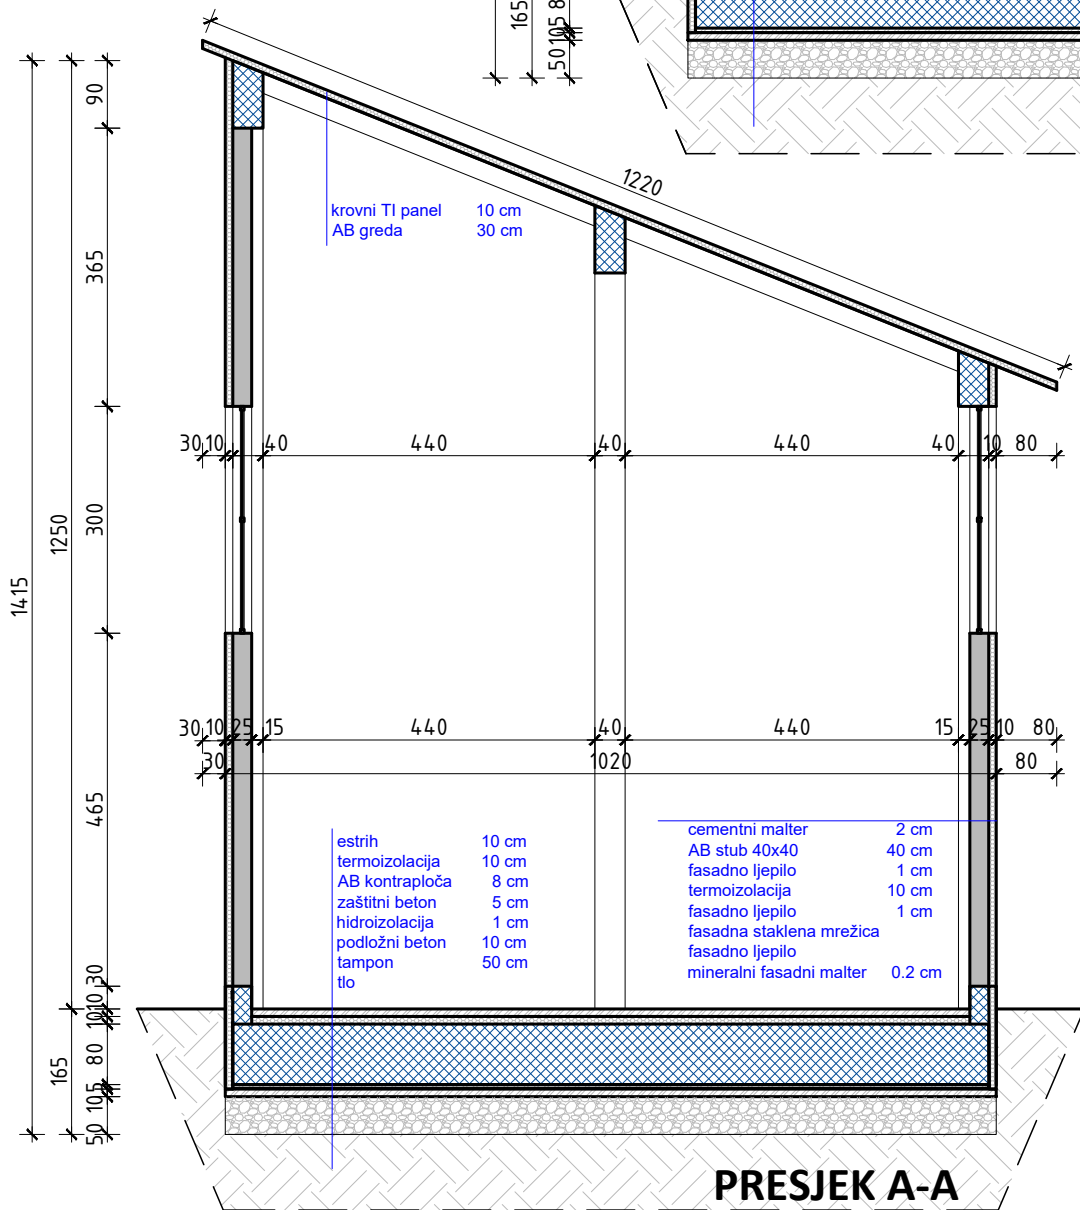 165
50 10 5 8
90
1220
krovni TI panel 10 cm
AB greda 30 cm
365
30 10 40 440 40 440 40 10 80
300
1250
1415
30 10 25 15 440 40 440 15 25 10 80
30 1020 80
465
estrih 10 cm
termoizolacija 10 cm
AB kontraploča 8 cm
zaštitni beton 5 cm
hidroizolacija 1 cm
podložni beton 10 cm
tampon 50 cm
tlo
cementni malter 2 cm
AB stub 40x40 40 cm
fasadno ljepilo 1 cm
termoizolacija 10 cm
fasadno ljepilo 1 cm
fasadna staklena mrežica
fasadno ljepilo
mineralni fasadni malter 0.2 cm
30
10
10
80
165
5
10
50
PRESJEK A-A